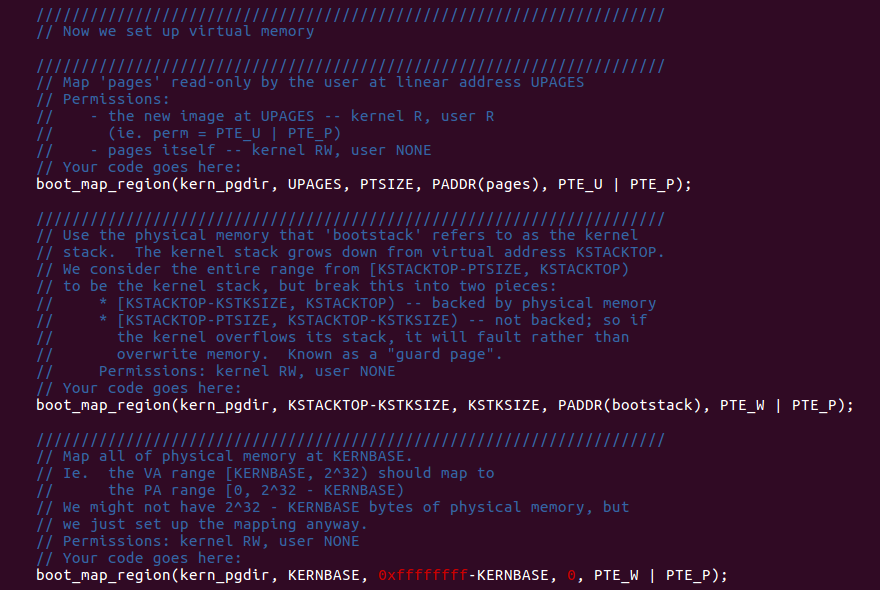 //////////////////////////////////////////////////////////////////////
// Now we set up virtual memory
//////////////////////////////////////////////////////////////////////
// Map 'pages' read-only by the user at linear address UPAGES
// Permissions:
//    - the new image at UPAGES -- kernel R, user R
//      (ie. perm = PTE_U | PTE_P)
//    - pages itself -- kernel RW, user NONE
// Your code goes here:
boot_map_region(kern_pgdir, UPAGES, PTSIZE, PADDR(pages), PTE_U | PTE_P);
//////////////////////////////////////////////////////////////////////
// Use the physical memory that 'bootstack' refers to as the kernel
// stack.  The kernel stack grows down from virtual address KSTACKTOP.
// We consider the entire range from [KSTACKTOP-PTSIZE, KSTACKTOP)
// to be the kernel stack, but break this into two pieces:
//     * [KSTACKTOP-KSTKSIZE, KSTACKTOP) -- backed by physical memory
//     * [KSTACKTOP-PTSIZE, KSTACKTOP-KSTKSIZE) -- not backed; so if
//       the kernel overflows its stack, it will fault rather than
//       overwrite memory.  Known as a "guard page".
//     Permissions: kernel RW, user NONE
// Your code goes here:
boot_map_region(kern_pgdir, KSTACKTOP-KSTKSIZE, KSTKSIZE, PADDR(bootstack), PTE_W | PTE_P);
//////////////////////////////////////////////////////////////////////
// Map all of physical memory at KERNBASE.
// Ie.  the VA range [KERNBASE, 2^32) should map to
//      the PA range [0, 2^32 - KERNBASE)
// We might not have 2^32 - KERNBASE bytes of physical memory, but
// we just set up the mapping anyway.
// Permissions: kernel RW, user NONE
// Your code goes here:
boot_map_region(kern_pgdir, KERNBASE, 0xffffffff-KERNBASE, 0, PTE_W | PTE_P);